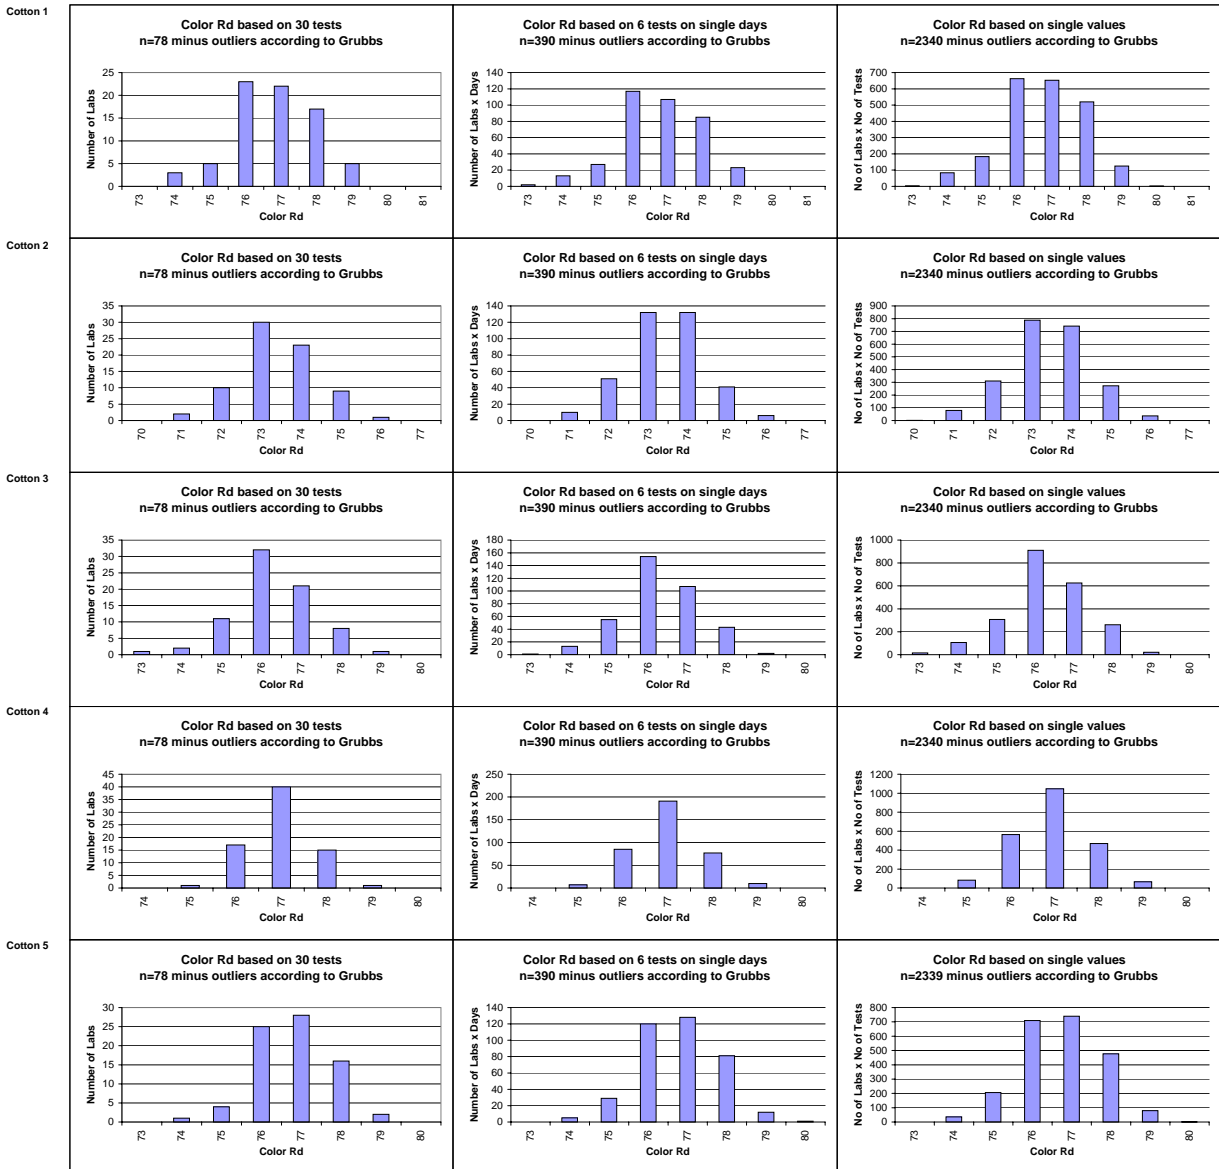 Cotton 1
Color Rd based on 30 tests
n=78 minus outliers according to Grubbs
Number of Labs
25
20
15
10
5
0
73 74 75 76 77 78 79 80 81
Color Rd
Color Rd based on 6 tests on single days
n=390 minus outliers according to Grubbs
Number of Labs x Days
140
120
100
80
60
40
20
0
73 74 75 76 77 78 79 80 81
Color Rd
Color Rd based on single values
n=2340 minus outliers according to Grubbs
No of Labs x No of Tests
700
600
500
400
300
200
100
0
73 74 75 76 77 78 79 80 81
Color Rd
Cotton 2
Color Rd based on 30 tests
n=78 minus outliers according to Grubbs
Number of Labs
35
30
25
20
15
10
5
0
70 71 72 73 74 75 76 77
Color Rd
Color Rd based on 6 tests on single days
n=390 minus outliers according to Grubbs
Number of Labs x Days
140
120
100
80
60
40
20
0
70 71 72 73 74 75 76 77
Color Rd
Color Rd based on single values
n=2340 minus outliers according to Grubbs
No of Labs x No of Tests
900
800
700
600
500
400
300
200
100
0
70 71 72 73 74 75 76 77
Color Rd
Cotton 3
Color Rd based on 30 tests
n=78 minus outliers according to Grubbs
Number of Labs
35
30
25
20
15
10
5
0
73 74 75 76 77 78 79 80
Color Rd
Color Rd based on 6 tests on single days
n=390 minus outliers according to Grubbs
Number of Labs x Days
180
160
140
120
100
80
60
40
20
0
73 74 75 76 77 78 79 80
Color Rd
Color Rd based on single values
n=2340 minus outliers according to Grubbs
No of Labs x No of Tests
1000
800
600
400
200
0
73 74 75 76 77 78 79 80
Color Rd
Cotton 4
Color Rd based on 30 tests
n=78 minus outliers according to Grubbs
Number of Labs
45
40
35
30
25
20
15
10
5
0
74 75 76 77 78 79 80
Color Rd
Color Rd based on 6 tests on single days
n=390 minus outliers according to Grubbs
Number of Labs x Days
250
200
150
100
50
0
74 75 76 77 78 79 80
Color Rd
Color Rd based on single values
n=2340 minus outliers according to Grubbs
No of Labs x No of Tests
1200
1000
800
600
400
200
0
74 75 76 77 78 79 80
Color Rd
Cotton 5
Color Rd based on 30 tests
n=78 minus outliers according to Grubbs
Number of Labs
30
25
20
15
10
5
0
73 74 75 76 77 78 79 80
Color Rd
Color Rd based on 6 tests on single days
n=390 minus outliers according to Grubbs
Number of Labs x Days
140
120
100
80
60
40
20
0
73 74 75 76 77 78 79 80
Color Rd
Color Rd based on single values
n=2339 minus outliers according to Grubbs
No of Labs x No of Tests
800
700
600
500
400
300
200
100
0
73 74 75 76 77 78 79 80
Color Rd